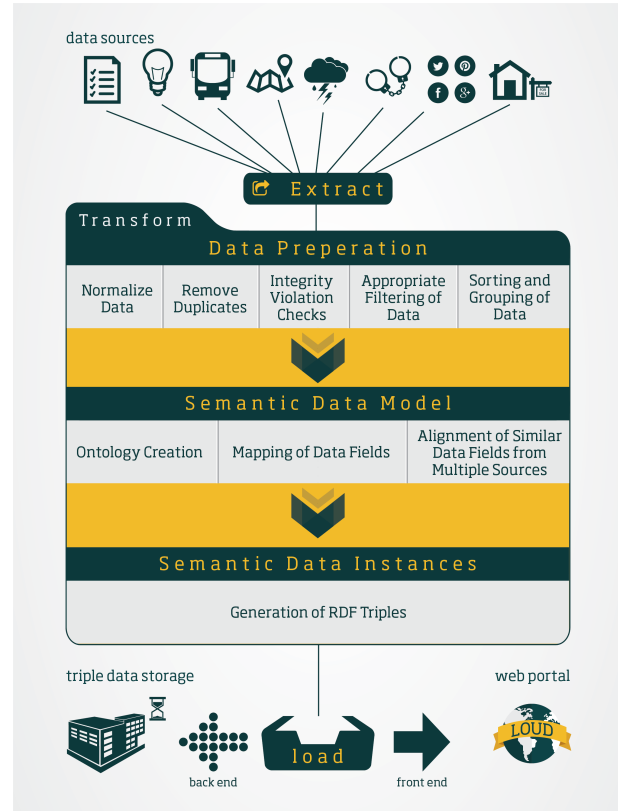 data sources
Extract
Transform
Data Preperation
Normalize
Data
Remove
Duplicates
Integrity
Violation
Checks
Appropriate
Filtering of
Data
Sorting and
Grouping of
Data
Semantic Data Model
Ontology Creation
Mapping of Data Fields
Alignment of Similar
Data Fields from
Multiple Sources
Semantic Data Instances
Generation of RDF Triples
triple data storage
web portal
LOUD
load
back end
front end